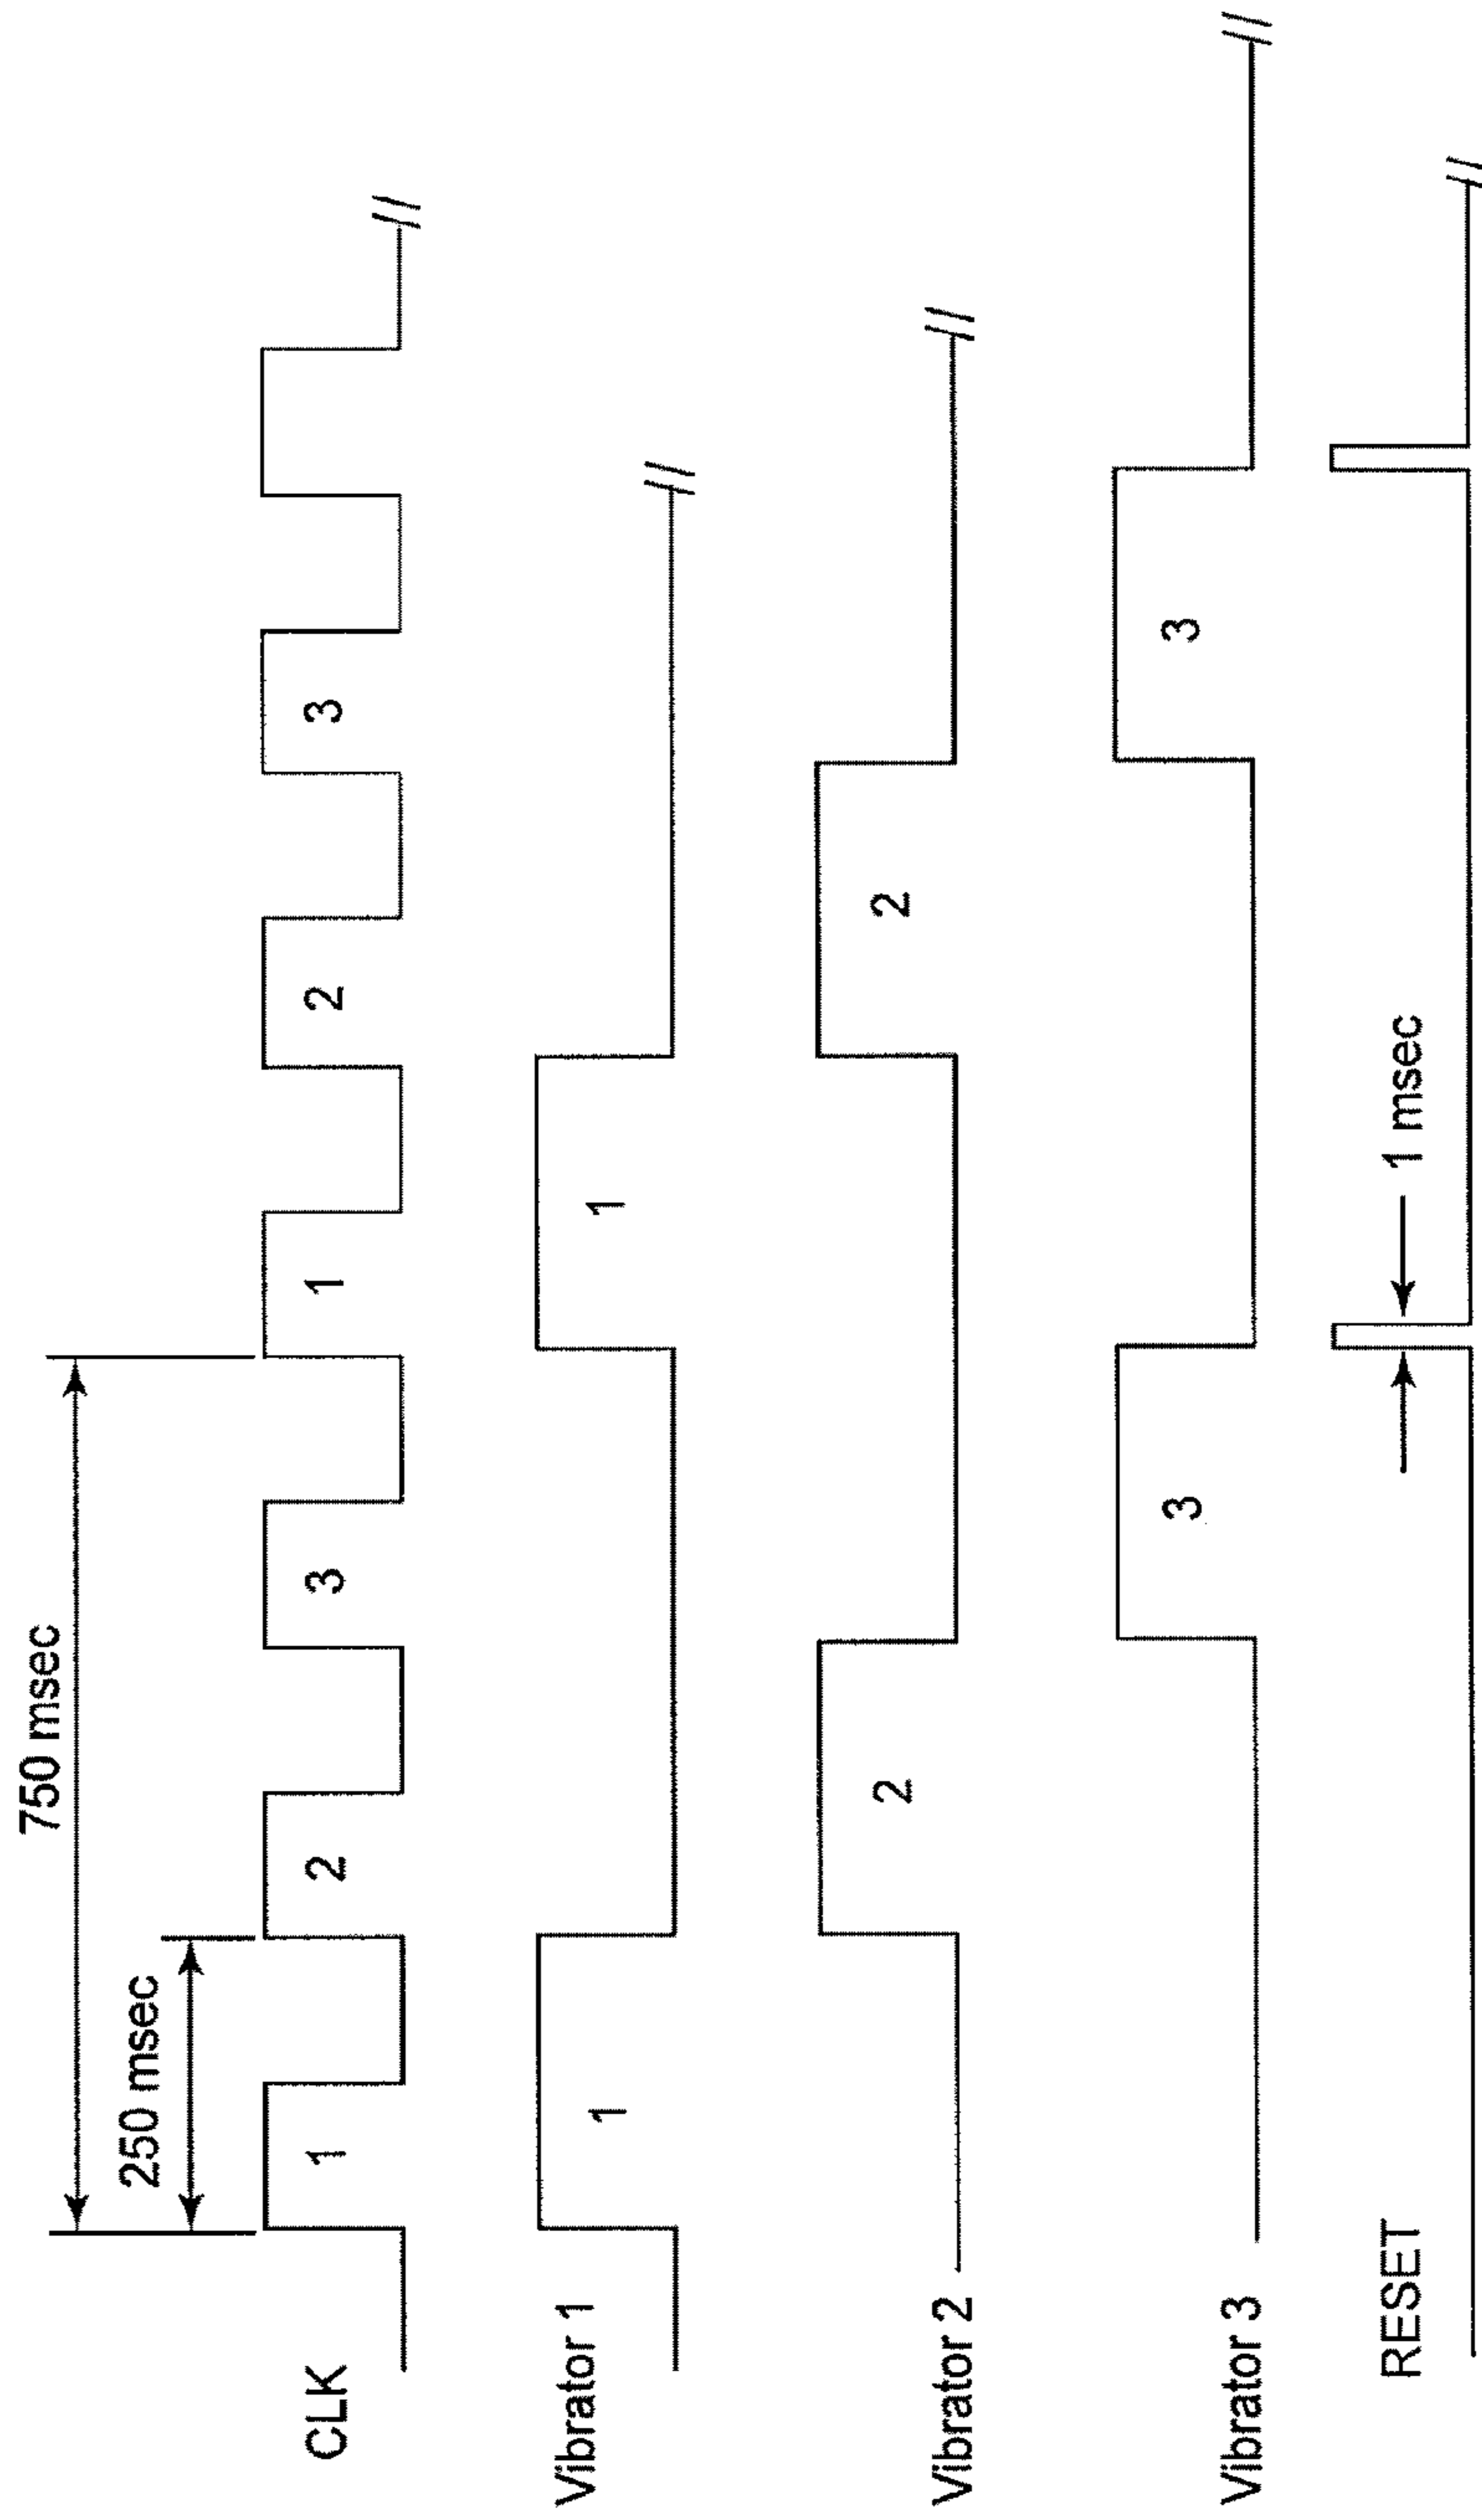 750 msec
250 msec
CLK 1 2 3 1 2 3
Vibrator 1 1 1
Vibrator 2 2 2
Vibrator 3 3 3
RESET 1 msec